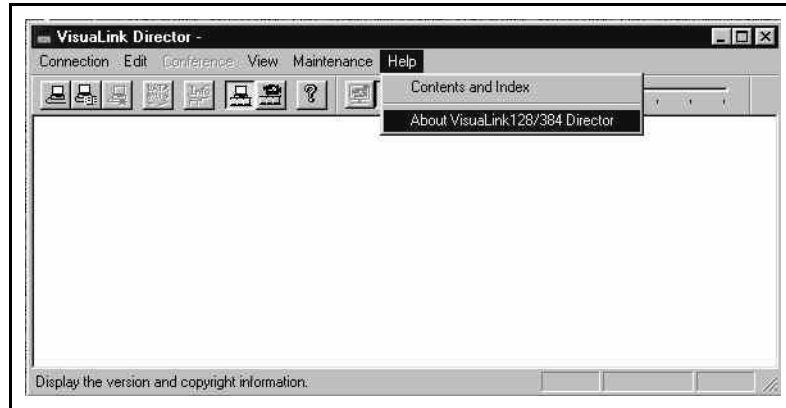 VisuaLink Director -
Connection Edit Conference View Maintenance Help
Contents and Index
About VisuaLink128/384 Director
Display the version and copyright information.